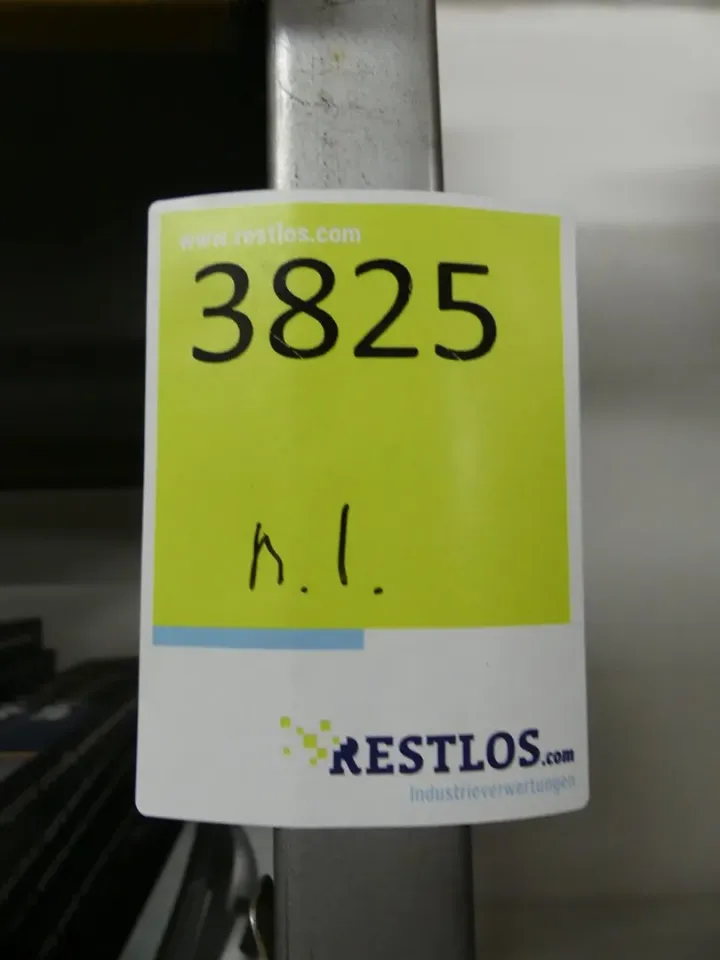 www.restlos.com
3825
n.l.
RESTLOS.com
Industrieverwertungen